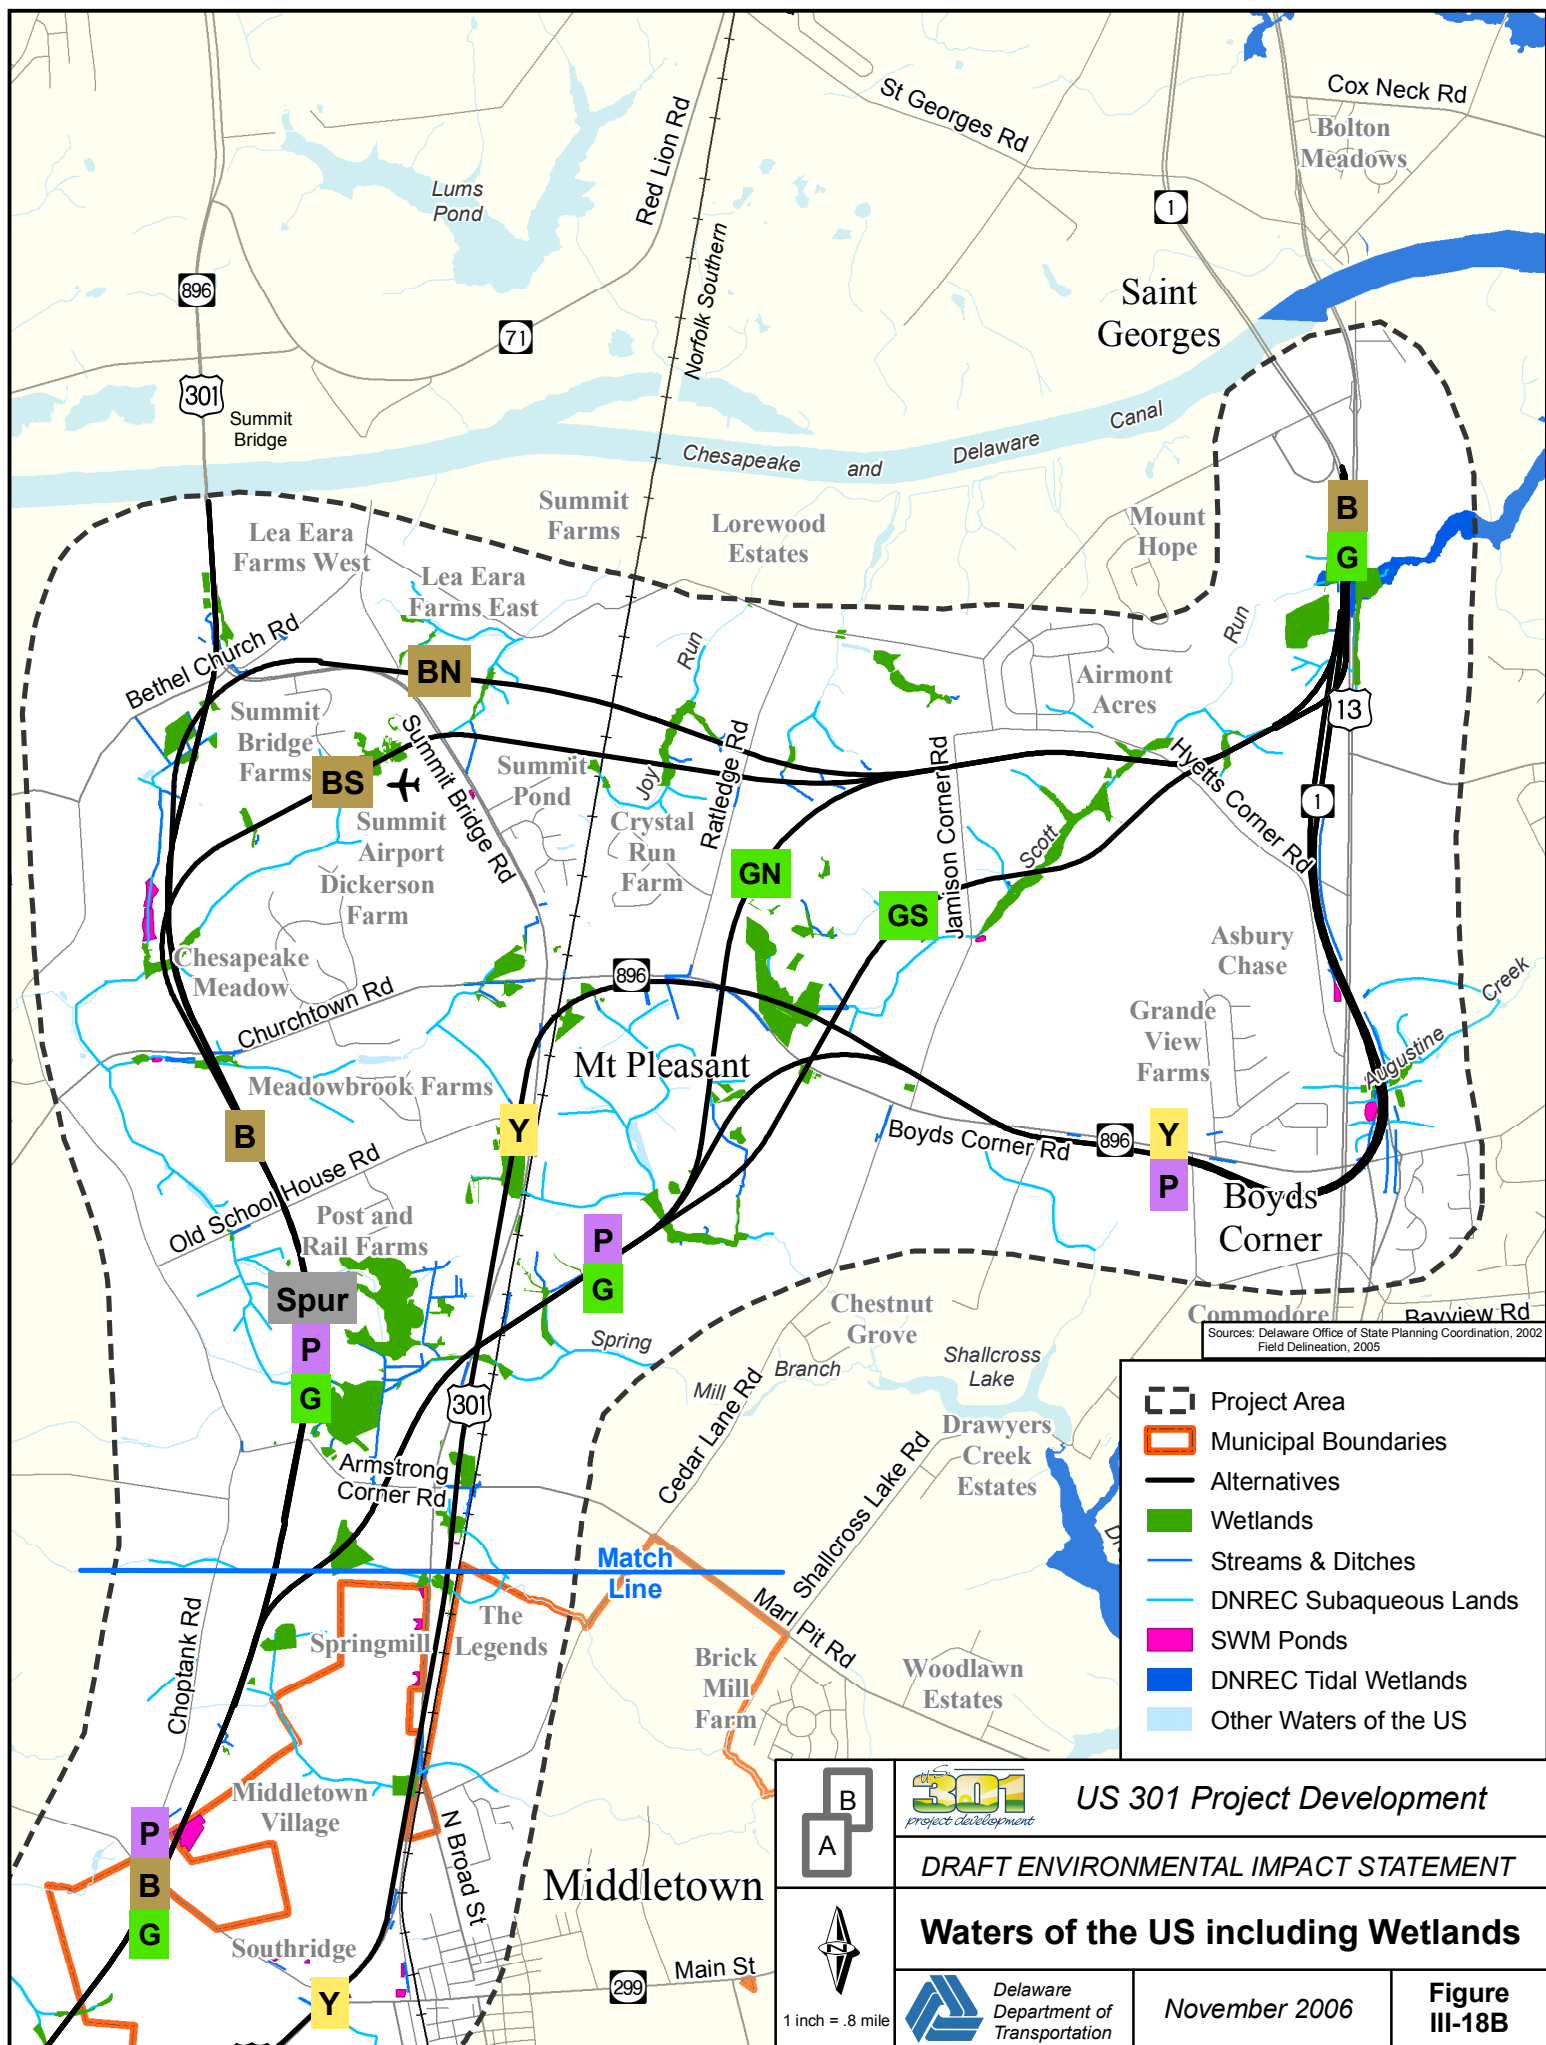 Cox Neck Rd
St Georges Rd
Bolton
Meadows
Red Lion Rd
Lums
Pond
1
Norfolk Southern
896
Saint
Georges
71
301
Summit
Bridge
Chesapeake and Delaware Canal
Summit
Farms
Lorewood
Estates
Mount
Hope
B
G
Lea Eara
Farms West
Lea Eara
Farms East
Bethel Church Rd
Run
Run
BN
Airmont
Acres
13
Summit
Bridge
Farms
Summit Bridge Rd
BS
Summit
Pond
Joy
Ratledge Rd
Jamison Corner Rd
Hyetts Corner Rd
1
Summit
Airport
Crystal
Run
Farm
Scott
Dickerson
Farm
GN
GS
Chesapeake
Meadow
896
Asbury
Chase
Creek
Churchtown Rd
Grande
View
Farms
Augustine
Mt Pleasant
Meadowbrook Farms
Y
B
Boyds Corner Rd
896
Y
P
Old School House Rd
Boyds
Corner
Post and
Rail Farms
P
G
Spur
P
G
Chestnut
Grove
Commodore
Bayview Rd
Spring
Mill
Branch
Shallcross
Lake
301
Cedar Lane Rd
Drawyers
Creek
Estates
Armstrong
Corner Rd
Shallcross Lake Rd
Match
Line
Marl Pit Rd
Choptank Rd
Springmill
The
Legends
Brick
Mill
Farm
Woodlawn
Estates
Middletown
Village
P
B
G
N Broad St
Middletown
Southridge
Y
299
Main St
Sources: Delaware Office of State Planning Coordination, 2002
Field Delineation, 2005
Project Area
Municipal Boundaries
Alternatives
Wetlands
Streams & Ditches
DNREC Subaqueous Lands
SWM Ponds
DNREC Tidal Wetlands
Other Waters of the US
B
A
U.S.
301
project development
US 301 Project Development
DRAFT ENVIRONMENTAL IMPACT STATEMENT
N
1 inch = .8 mile
Waters of the US including Wetlands
Delaware
Department of
Transportation
November 2006
Figure
III-18B